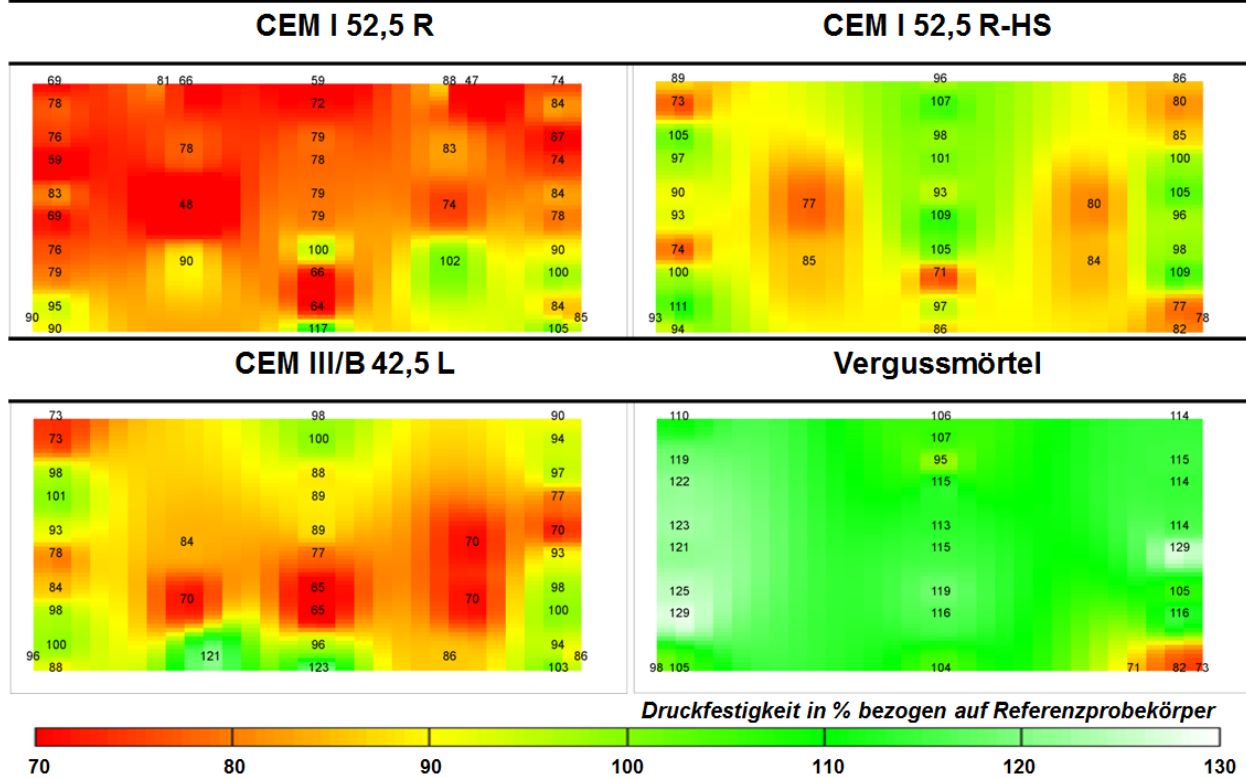 CEM I 52,5 R
CEM I 52,5 R-HS
69 81 66 59 88 47 74
78 72 84
76 79 67
78 83
59 78 74
83 79 84
48 74
69 79 78
76 100 90
90 102
79 66 100
95 64 84
90 85
90 117 105
89 96 86
73 107 80
105 98 85
97 101 100
90 93 105
77 80
93 109 96
74 105 98
85 84
100 71 109
111 97 77
93 78
94 86 82
CEM III/B 42,5 L
Vergussmörtel
73 98 90
73 100 94
98 88 97
101 89 77
93 89 70
84 70
78 77 93
84 65 98
70 70
98 65 100
100 96 94
96 121 86 86
88 123 103
110 106 114
107
119 95 115
122 115 114
123 113 114
121 115 129
125 119 105
129 116 116
98 105 104 71 82 73
Druckfestigkeit in % bezogen auf Referenzprobekörper
70 80 90 100 110 120 130